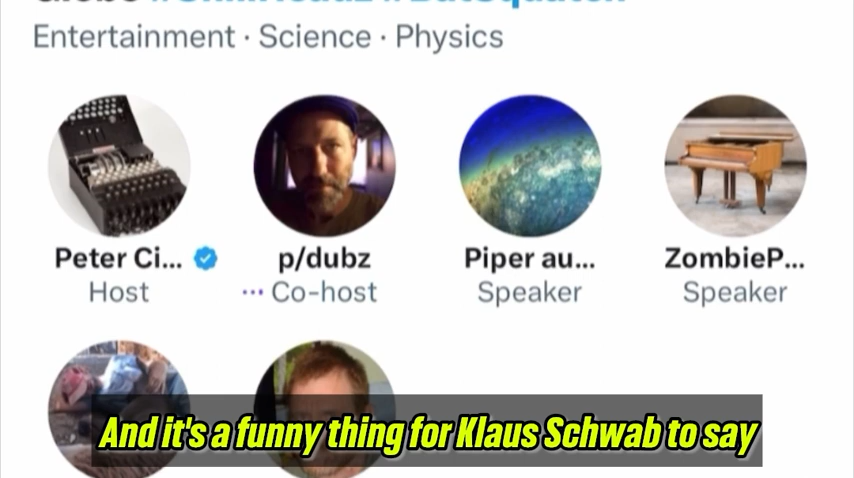 Entertainment · Science · Physics
Peter Ci...
p/dubz
Piper au...
ZombieP...
Host
Co-host
Speaker
Speaker
And it's a funny thing for Klaus Schwab to say